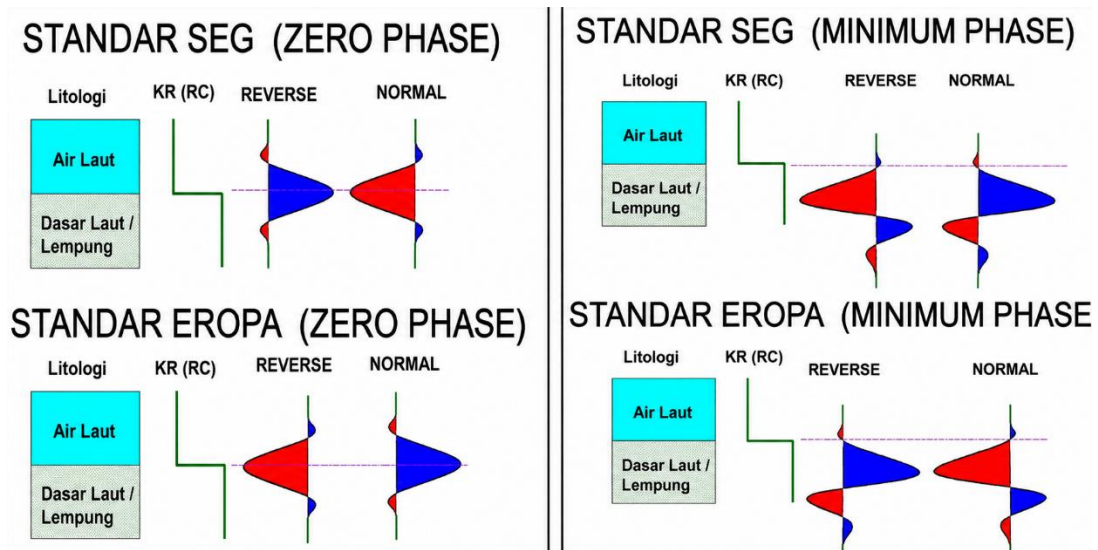 STANDAR SEG (ZERO PHASE)
Litologi
KR (RC)
REVERSE
NORMAL
Air Laut
Dasar Laut /
Lempung
STANDAR EROPA (ZERO PHASE)
Litologi
KR (RC)
REVERSE
NORMAL
Air Laut
Dasar Laut /
Lempung
STANDAR SEG (MINIMUM PHASE)
Litologi
KR (RC)
REVERSE
NORMAL
Air Laut
Dasar Laut /
Lempung
STANDAR EROPA (MINIMUM PHASE
Litologi
KR (RC)
REVERSE
NORMAL
Air Laut
Dasar Laut /
Lempung